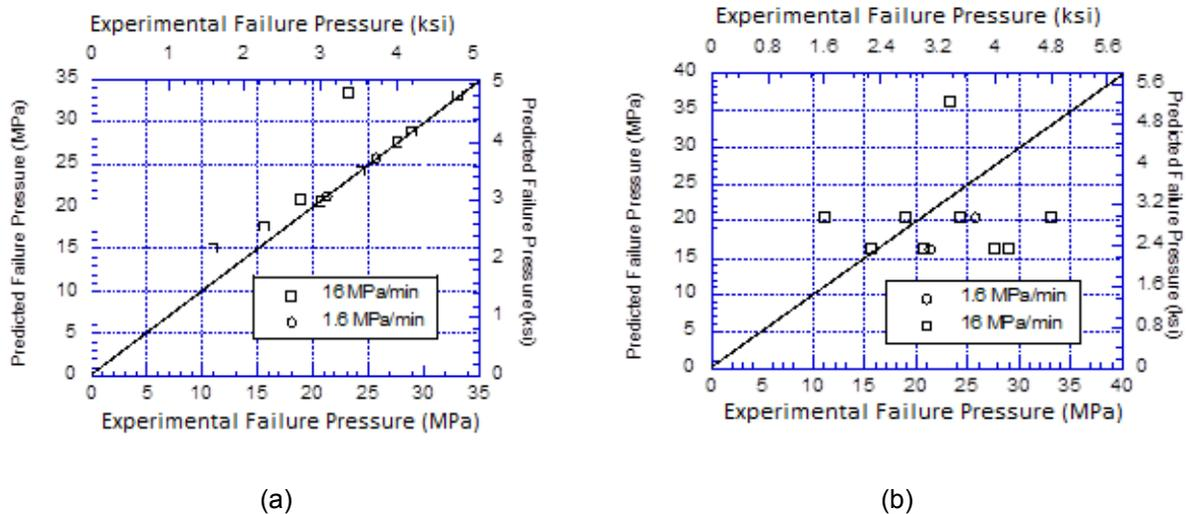 Experimental Failure Pressure (ksi)
0 1 2 3 4 5
35
30
25
20
15
10
5
0
Predicted Failure Pressure (MPa)
5
4
3
2
1
0
Predicted Failure Pressure (ksi)
16 MPa/min
1.6 MPa/min
0 5 10 15 20 25 30 35
Experimental Failure Pressure (MPa)
(a)
Experimental Failure Pressure (ksi)
0 0.8 1.6 2.4 3.2 4 4.8 5.6
40
35
30
25
20
15
10
5
0
Predicted Failure Pressure (MPa)
5.6
4.8
4
3.2
2.4
1.6
0.8
0
Predicted Failure Pressure (ksi)
1.6 MPa/min
16 MPa/min
0 5 10 15 20 25 30 35 40
Experimental Failure Pressure (MPa)
(b)